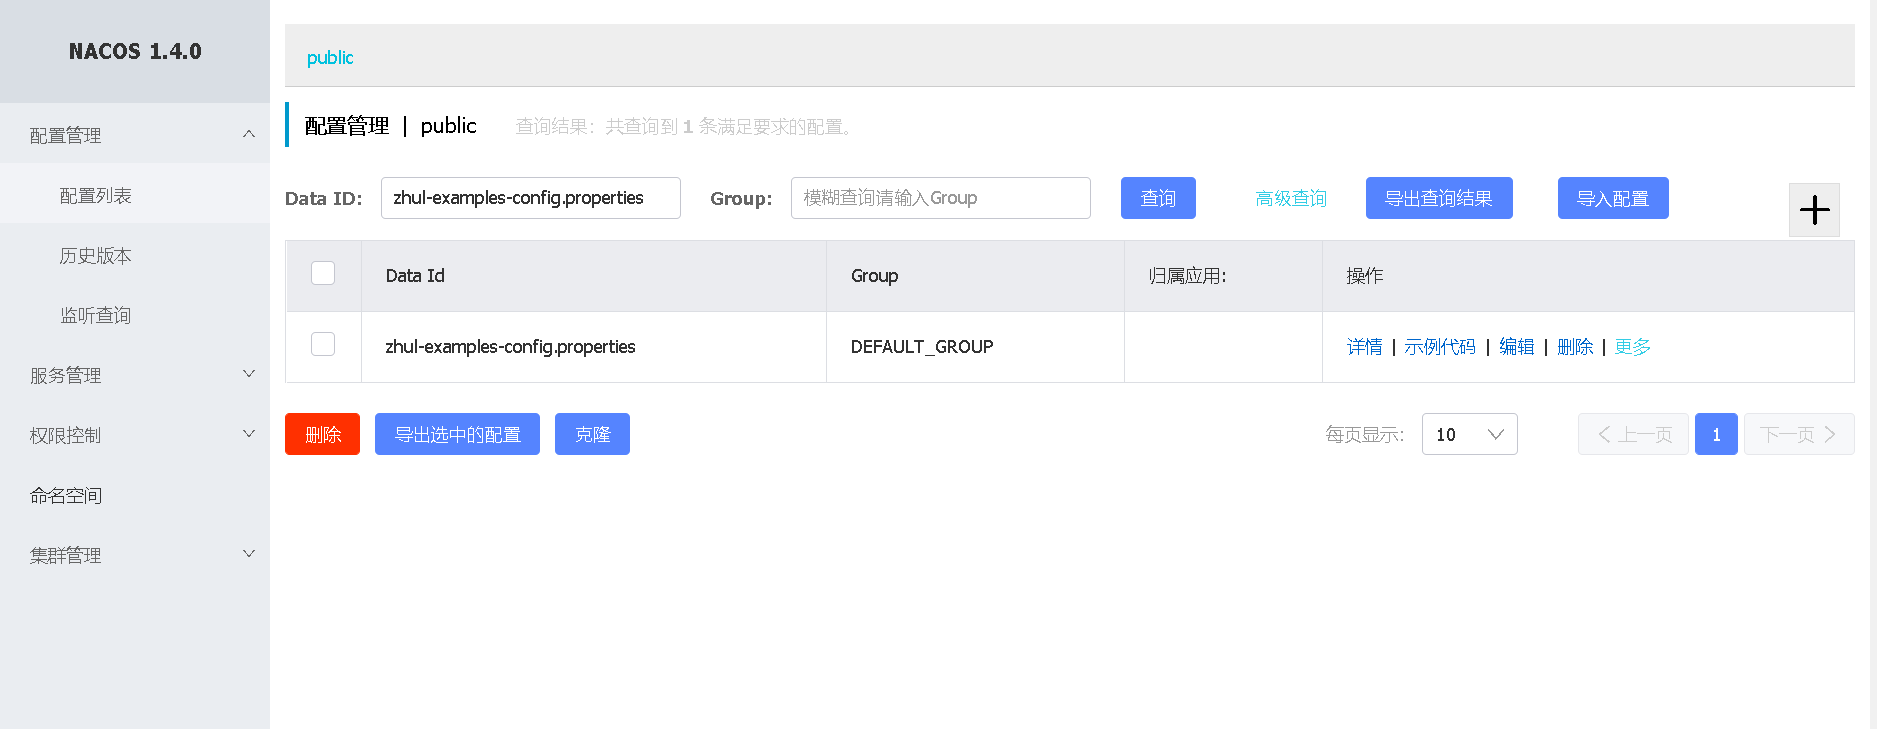 NACOS 1.4.0
配置管理
配置列表
历史版本
监听查询
服务管理
权限控制
命名空间
集群管理
public
配置管理 | public 查询结果：共查询到 1 条满足要求的配置。
Data ID: zhul-examples-config.properties Group: 模糊查询请输入Group 查询 高级查询 导出查询结果 导入配置
Data Id Group 归属应用: 操作
zhul-examples-config.properties DEFAULT_GROUP 详情 | 示例代码 | 编辑 | 删除 | 更多
删除 导出选中的配置 克隆 每页显示: 10 上一页 1 下一页